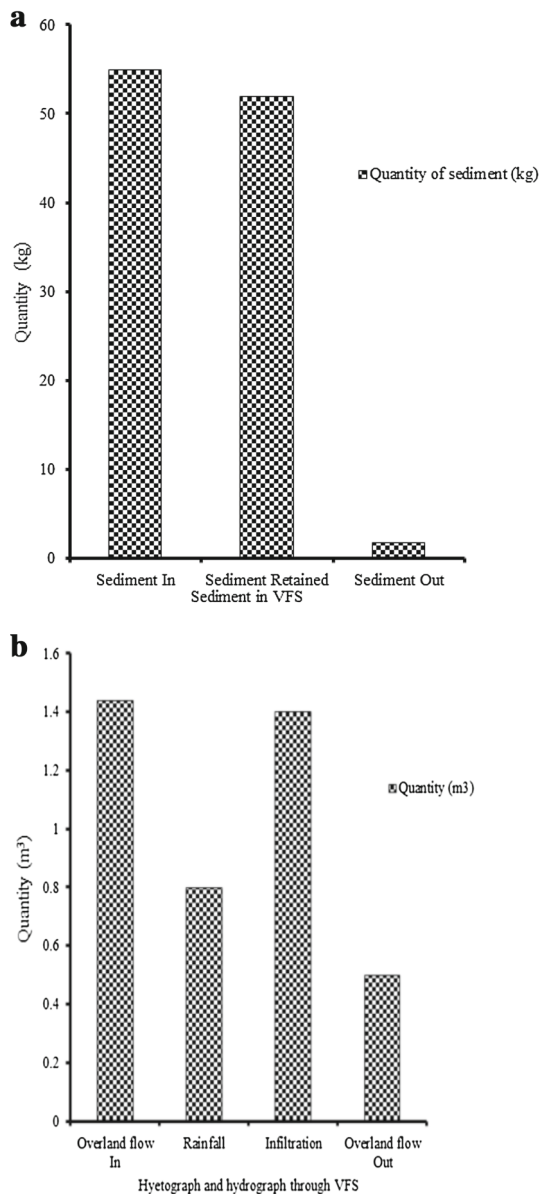 a
60
50
40
30
20
10
0
Quantity (kg)
Quantity of sediment (kg)
Sediment In
Sediment Retained
Sediment Out
Sediment in VFS
b
1.6
1.4
1.2
1
0.8
0.6
0.4
0.2
0
Quantity (m³)
Quantity (m3)
Overland flow
In
Rainfall
Infiltration
Overland flow
Out
Hyetograph and hydrograph through VFS